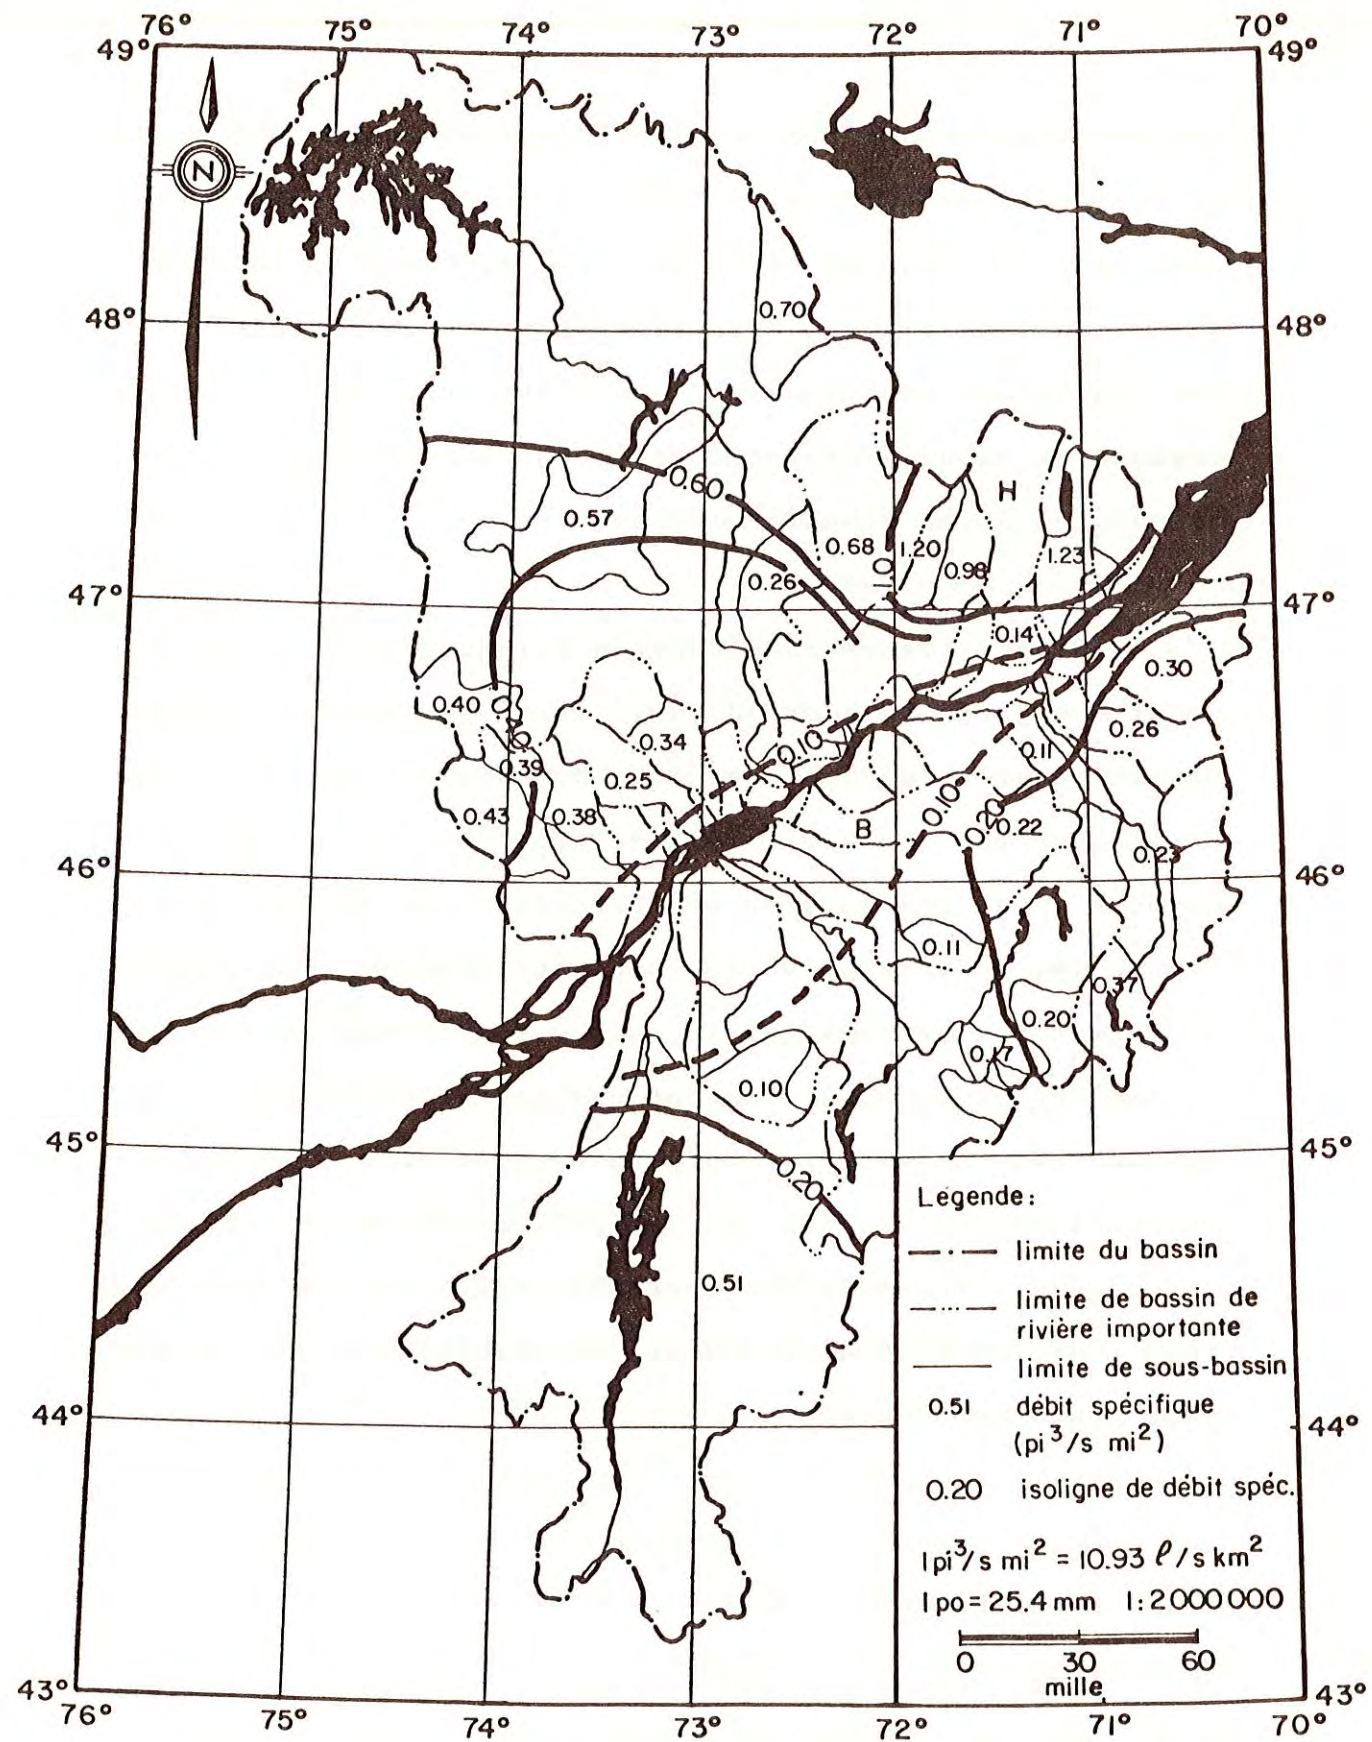 76° 75° 74° 73° 72° 71° 70°
49° 49°
N
0.70
48° 48°
0.60
H
0.57
0.68 1.20 0.98 1.23
1.0
0.26
47° 47°
0.14
0.30
0.40
0.26
0.34
0.10
0.11
0.39
0.25
0.10
0.20
0.43 0.38
B
0.22
0.23
46° 46°
0.11
0.37
0.20
0.17
0.10
45° 45°
0.20
0.51
Légende:
limite du bassin
limite de bassin de
rivière importante
limite de sous-bassin
0.51 débit spécifique
(pi³/s mi²)
44° 44°
0.20 isoligne de débit spéc.
1 pi³/s mi² = 10.93 ℓ/s km²
1 po = 25.4 mm 1:2000000
0 30 60
mille
43° 43°
76° 75° 74° 73° 72° 71° 70°